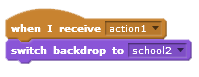 when I receive action1
switch backdrop to school2